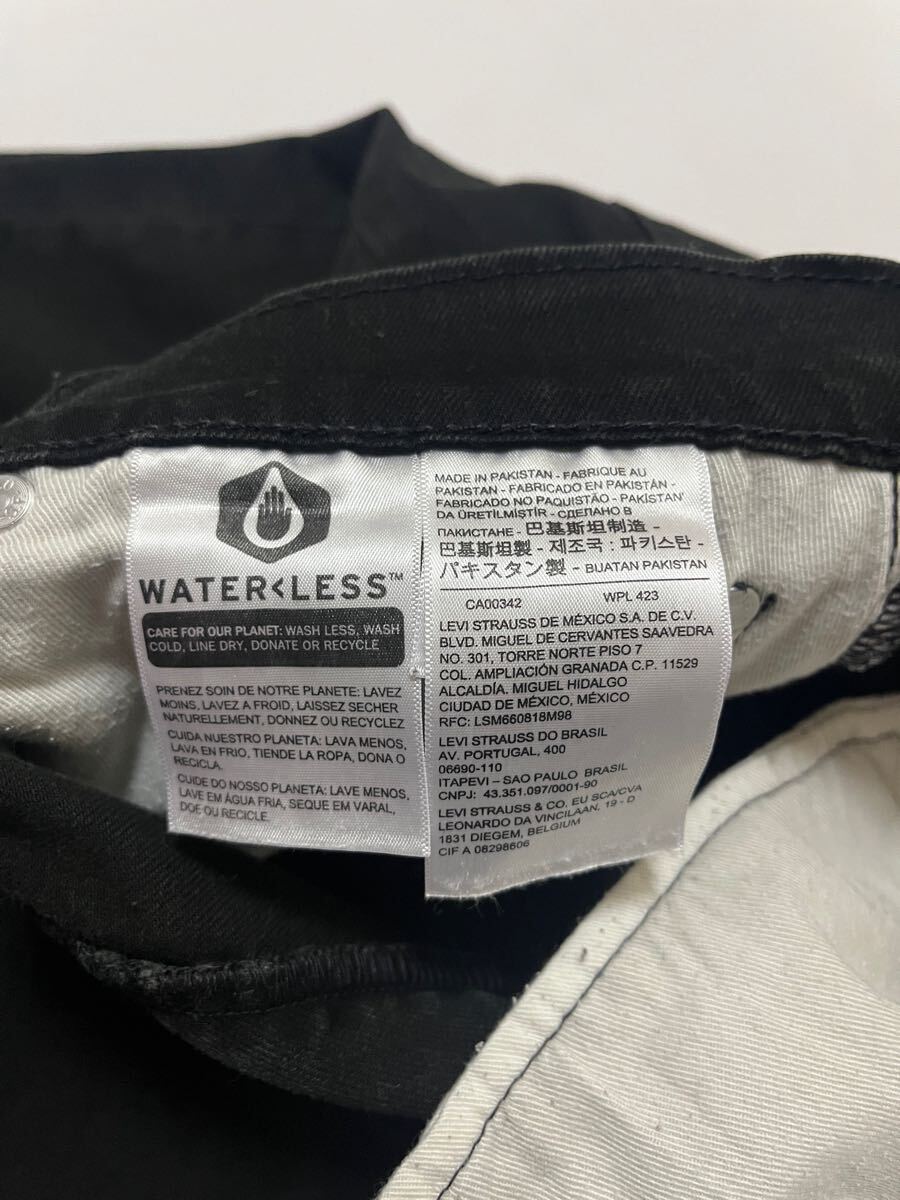 WATER<LESS™
CARE FOR OUR PLANET: WASH LESS, WASH
COLD, LINE DRY, DONATE OR RECYCLE
PRENEZ SOIN DE NOTRE PLANETE: LAVEZ
MOINS, LAVEZ A FROID, LAISSEZ SECHER
NATURELLEMENT, DONNEZ OU RECYCLEZ
CUIDA NUESTRO PLANETA: LAVA MENOS,
LAVA EN FRIO, TIENDE LA ROPA, DONA O
RECICLA.
CUIDE DO NOSSO PLANETA: LAVE MENOS,
LAVE EM ÁGUA FRIA, SEQUE EM VARAL,
DOE OU RECICLE.
MADE IN PAKISTAN - FABRIQUE AU
PAKISTAN - FABRICADO EN PAKISTÁN -
FABRICADO NO PAQUISTÃO - PAKİSTAN'
DA ÜRETİLMİŞTİR - СДЕЛАНО В
ПАКИСТАНЕ - 巴基斯坦制造 -
巴基斯坦製 - 제조국 : 파키스탄 -
パキスタン製 - BUATAN PAKISTAN
CA00342 WPL 423
LEVI STRAUSS DE MÉXICO S.A. DE C.V.
BLVD. MIGUEL DE CERVANTES SAAVEDRA
NO. 301, TORRE NORTE PISO 7
COL. AMPLIACIÓN GRANADA C.P. 11529
ALCALDÍA. MIGUEL HIDALGO
CIUDAD DE MÉXICO, MÉXICO
RFC: LSM660818M98
LEVI STRAUSS DO BRASIL
AV. PORTUGAL, 400
06690-110
ITAPEVI – SAO PAULO BRASIL
CNPJ: 43.351.097/0001-90
LEVI STRAUSS & CO. EU SCA/CVA
LEONARDO DA VINCILAAN, 19 - D
1831 DIEGEM, BELGIUM
CIF A 08298606